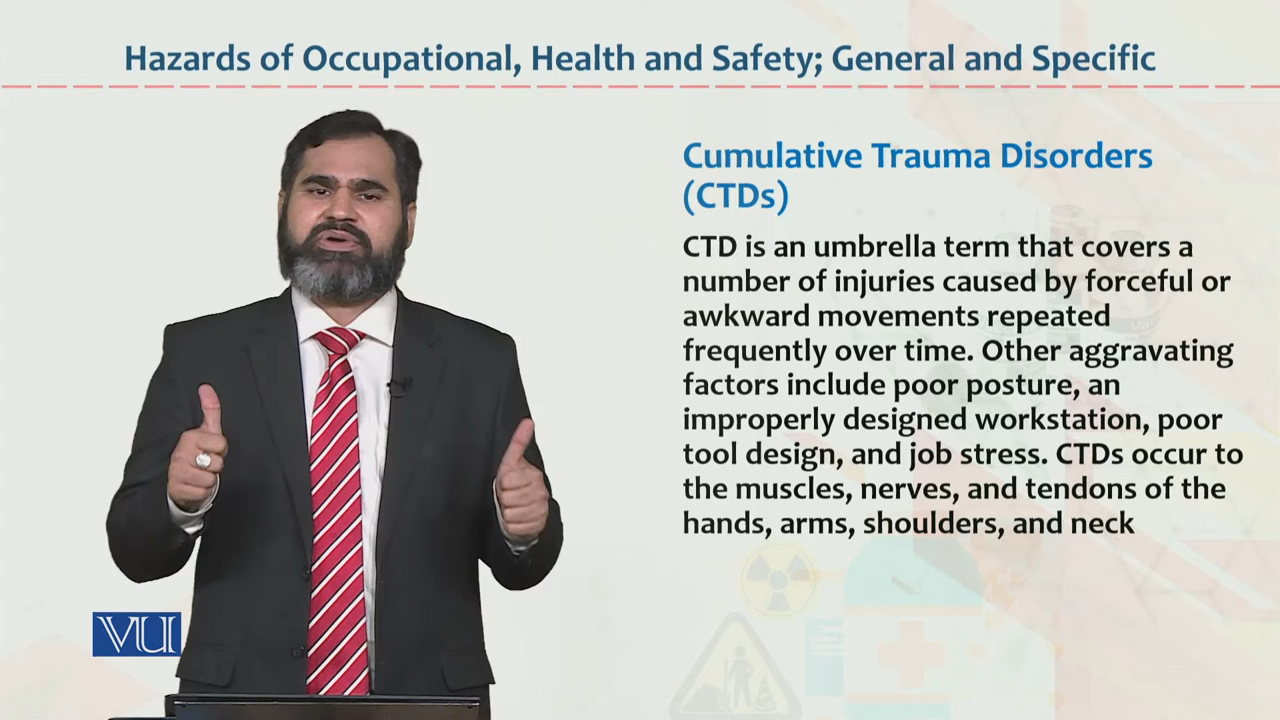 Hazards of Occupational, Health and Safety; General and Specific
Cumulative Trauma Disorders
(CTDs)
CTD is an umbrella term that covers a
number of injuries caused by forceful or
awkward movements repeated
frequently over time. Other aggravating
factors include poor posture, an
improperly designed workstation, poor
tool design, and job stress. CTDs occur to
the muscles, nerves, and tendons of the
hands, arms, shoulders, and neck
VU